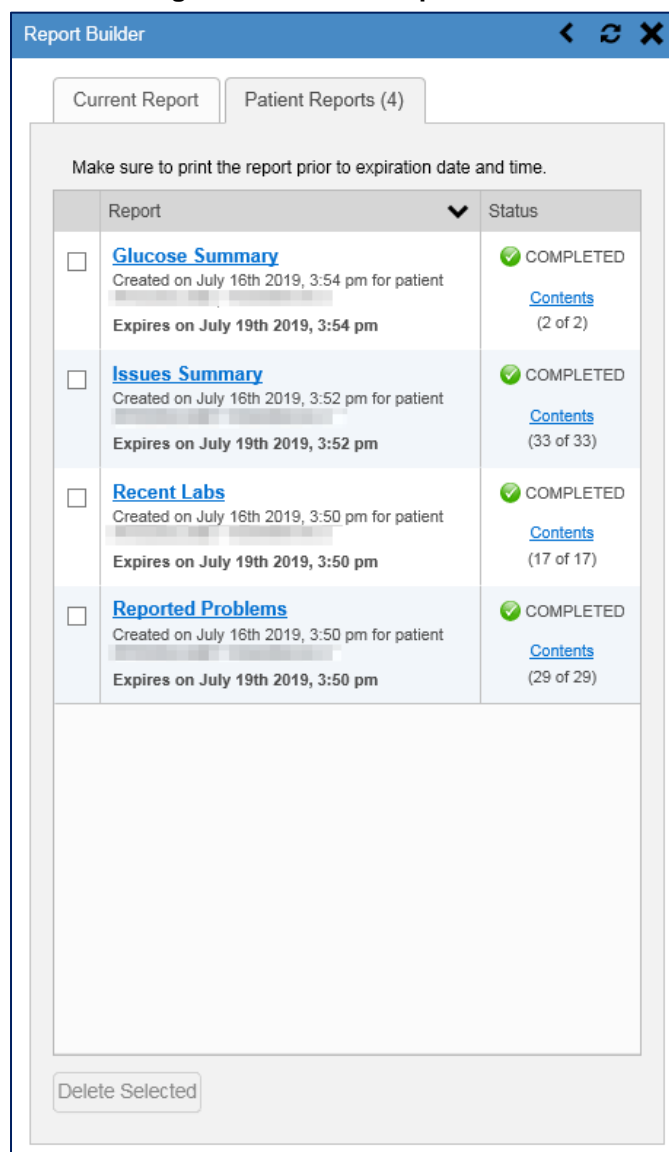 Report Builder
Current Report
Patient Reports (4)
Make sure to print the report prior to expiration date and time.
Report
Status
Glucose Summary
COMPLETED
Created on July 16th 2019, 3:54 pm for patient
Contents
(2 of 2)
Expires on July 19th 2019, 3:54 pm
Issues Summary
COMPLETED
Created on July 16th 2019, 3:52 pm for patient
Contents
(33 of 33)
Expires on July 19th 2019, 3:52 pm
Recent Labs
COMPLETED
Created on July 16th 2019, 3:50 pm for patient
Contents
(17 of 17)
Expires on July 19th 2019, 3:50 pm
Reported Problems
COMPLETED
Created on July 16th 2019, 3:50 pm for patient
Contents
(29 of 29)
Expires on July 19th 2019, 3:50 pm
Delete Selected